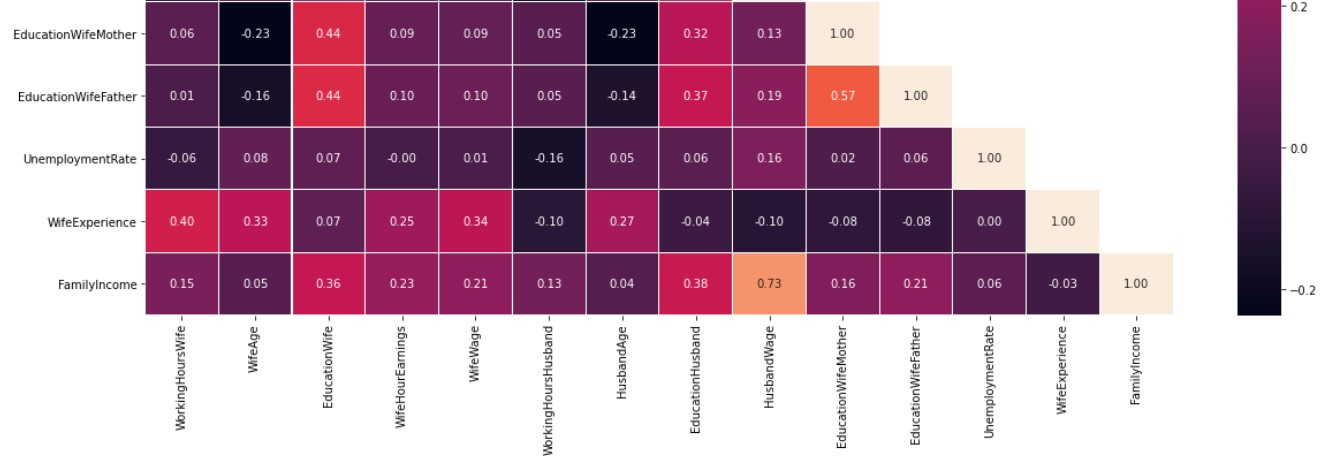 0.2
EducationWifeMother 0.06 -0.23 0.44 0.09 0.09 0.05 -0.23 0.32 0.13 1.00
EducationWifeFather 0.01 -0.16 0.44 0.10 0.10 0.05 -0.14 0.37 0.19 0.57 1.00
UnemploymentRate -0.06 0.08 0.07 -0.00 0.01 -0.16 0.05 0.06 0.16 0.02 0.06 1.00
0.0
WifeExperience 0.40 0.33 0.07 0.25 0.34 -0.10 0.27 -0.04 -0.10 -0.08 -0.08 0.00 1.00
FamilyIncome 0.15 0.05 0.36 0.23 0.21 0.13 0.04 0.38 0.73 0.16 0.21 0.06 -0.03 1.00
−0.2
WorkingHoursWife
WifeAge
EducationWife
WifeHourEarnings
WifeWage
WorkingHoursHusband
HusbandAge
EducationHusband
HusbandWage
EducationWifeMother
EducationWifeFather
UnemploymentRate
WifeExperience
FamilyIncome